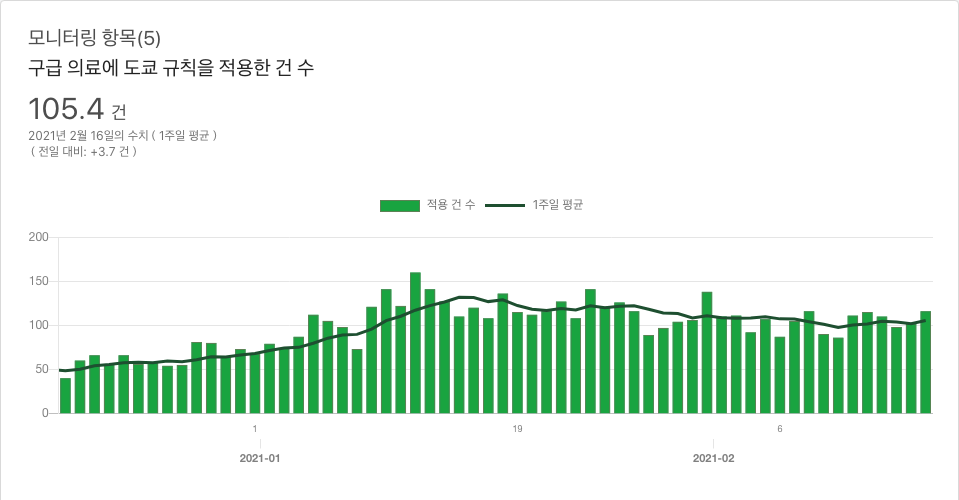 모니터링 항목(5)
구급 의료에 도쿄 규칙을 적용한 건 수
105.4 건
2021년 2월 16일의 수치 ( 1주일 평균 )
( 전일 대비: +3.7 건 )
적용 건 수 1주일 평균
200
150
100
50
0
1 19 6
2021-01 2021-02